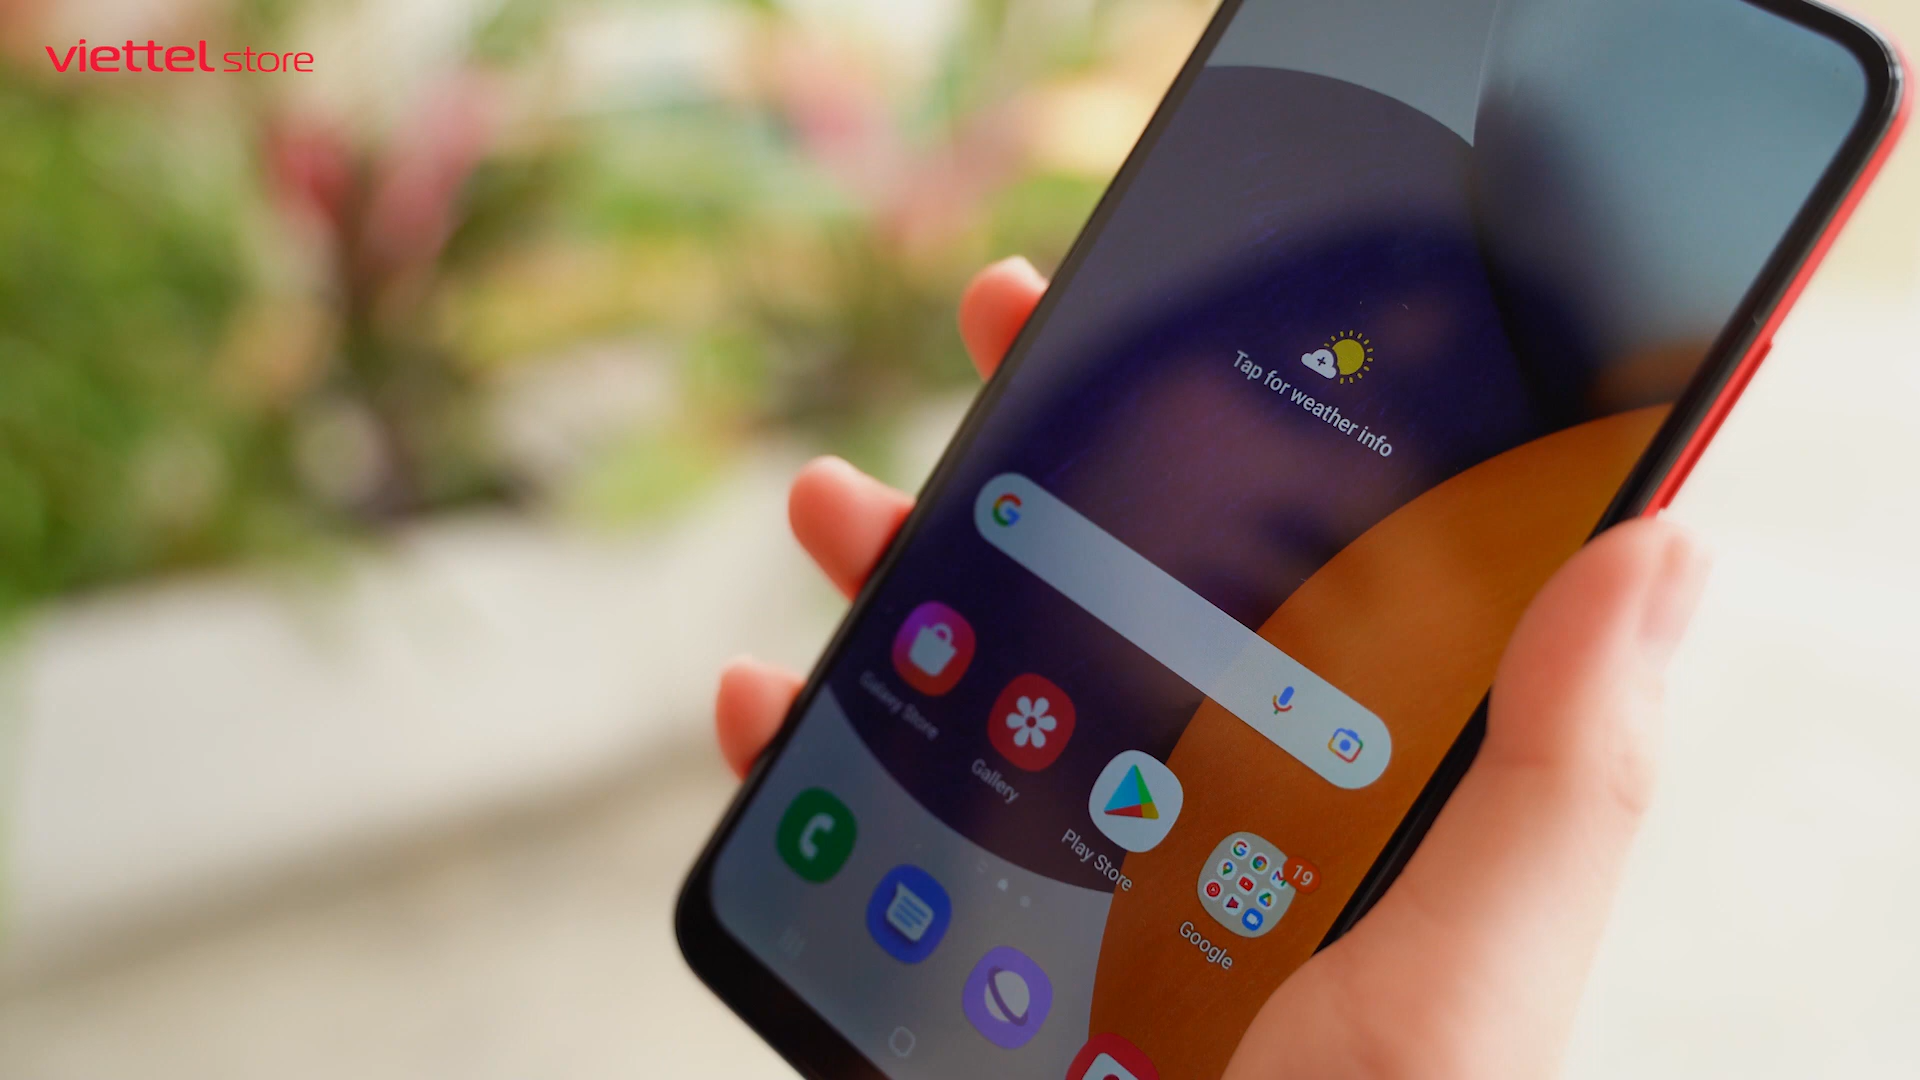 viettel store
Tap for weather info
Galaxy Store
Gallery
Play Store
19
Google